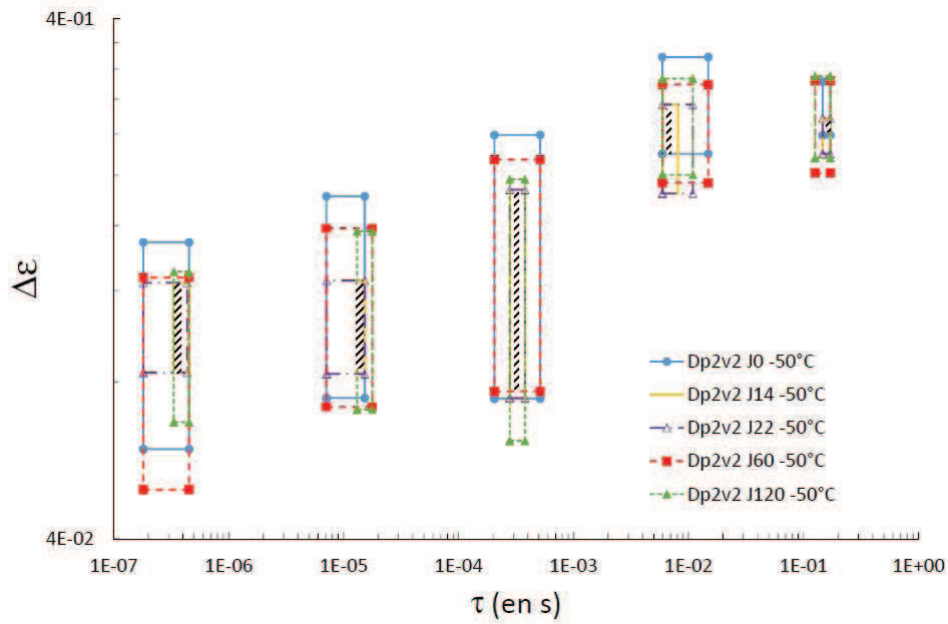 4E-01
Δε
4E-02
1E-07 1E-06 1E-05 1E-04 1E-03 1E-02 1E-01 1E+00
τ (en s)
Dp2v2 J0 -50°C
Dp2v2 J14 -50°C
Dp2v2 J22 -50°C
Dp2v2 J60 -50°C
Dp2v2 J120 -50°C